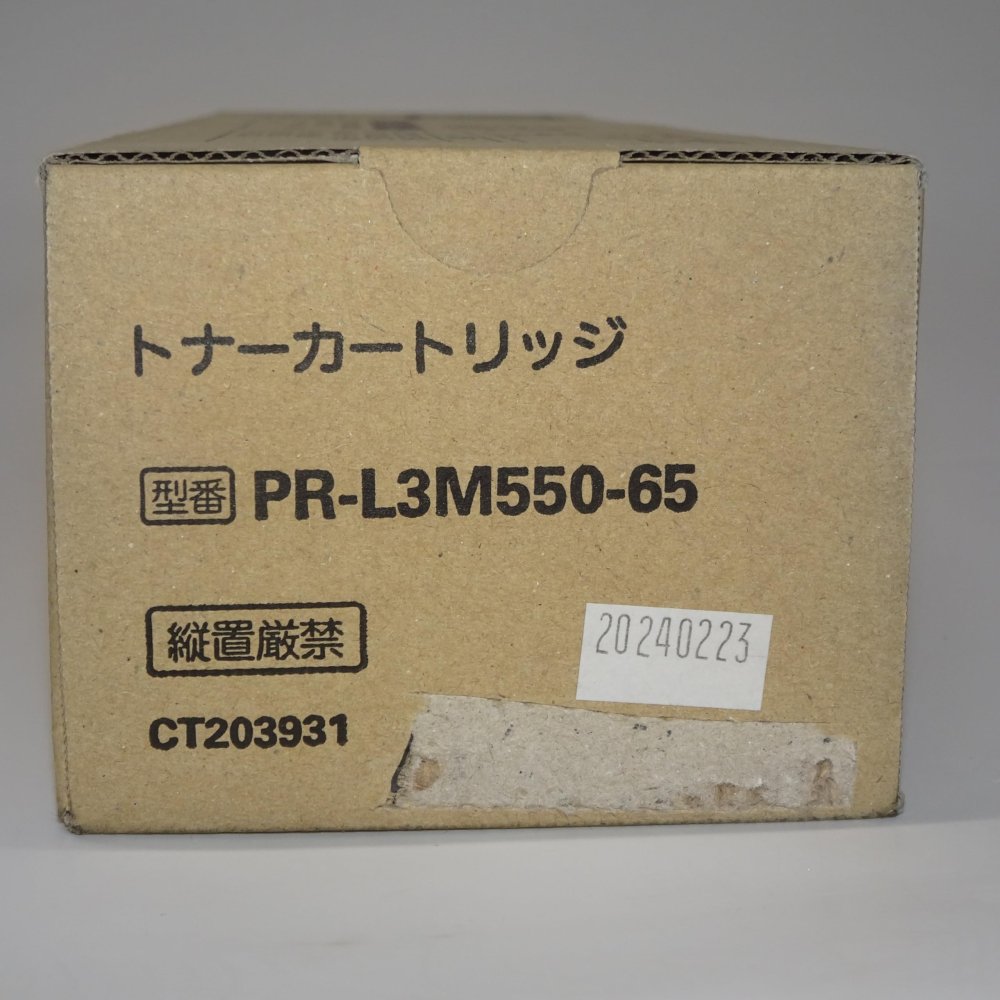 トナーカートリッジ
型番 PR-L3M550-65
縦置厳禁
20240223
CT203931